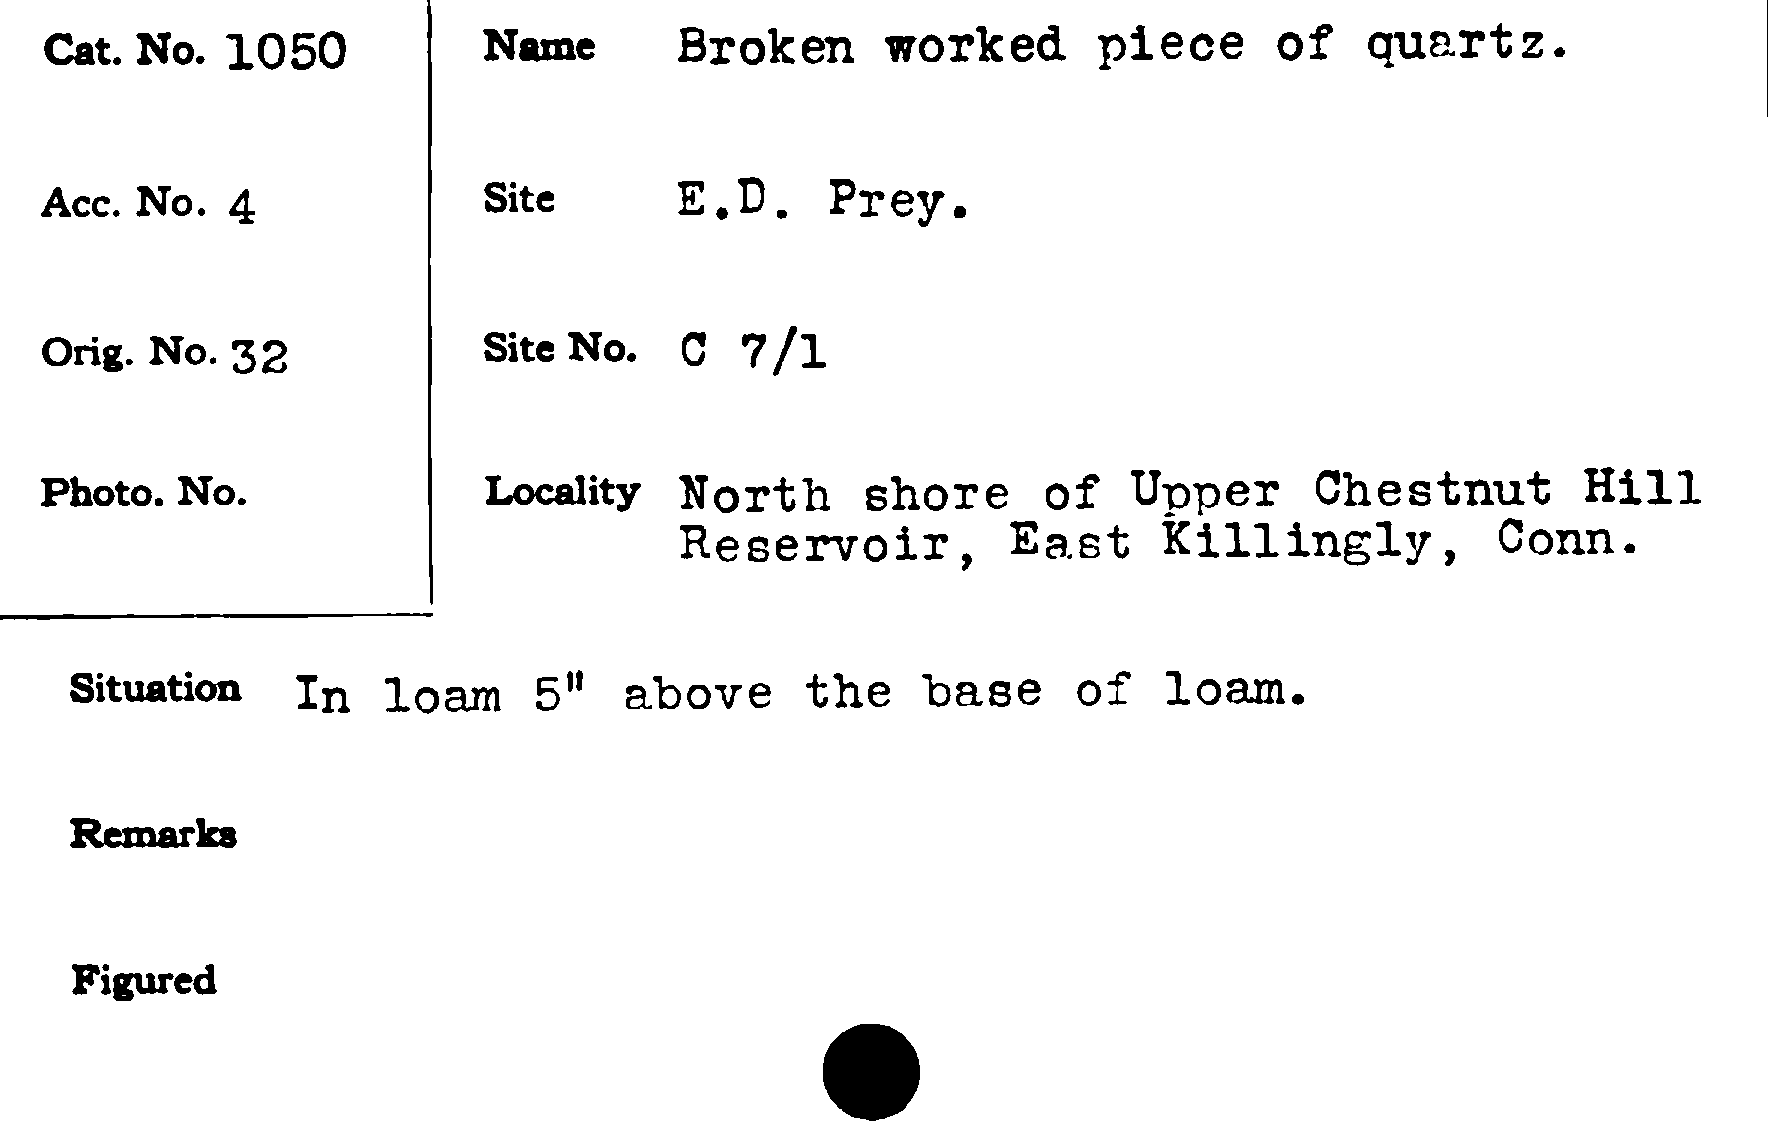 Cat. No. 1050
Acc. No. 4
Orig. No. 32
Photo. No.
Name Broken worked piece of quartz.
Site E.D. Prey.
Site No. C 7/1
Locality North shore of Upper Chestnut Hill
Reservoir, East Killingly, Conn.
Situation In loam 5" above the base of loam.
Remarks
Figured